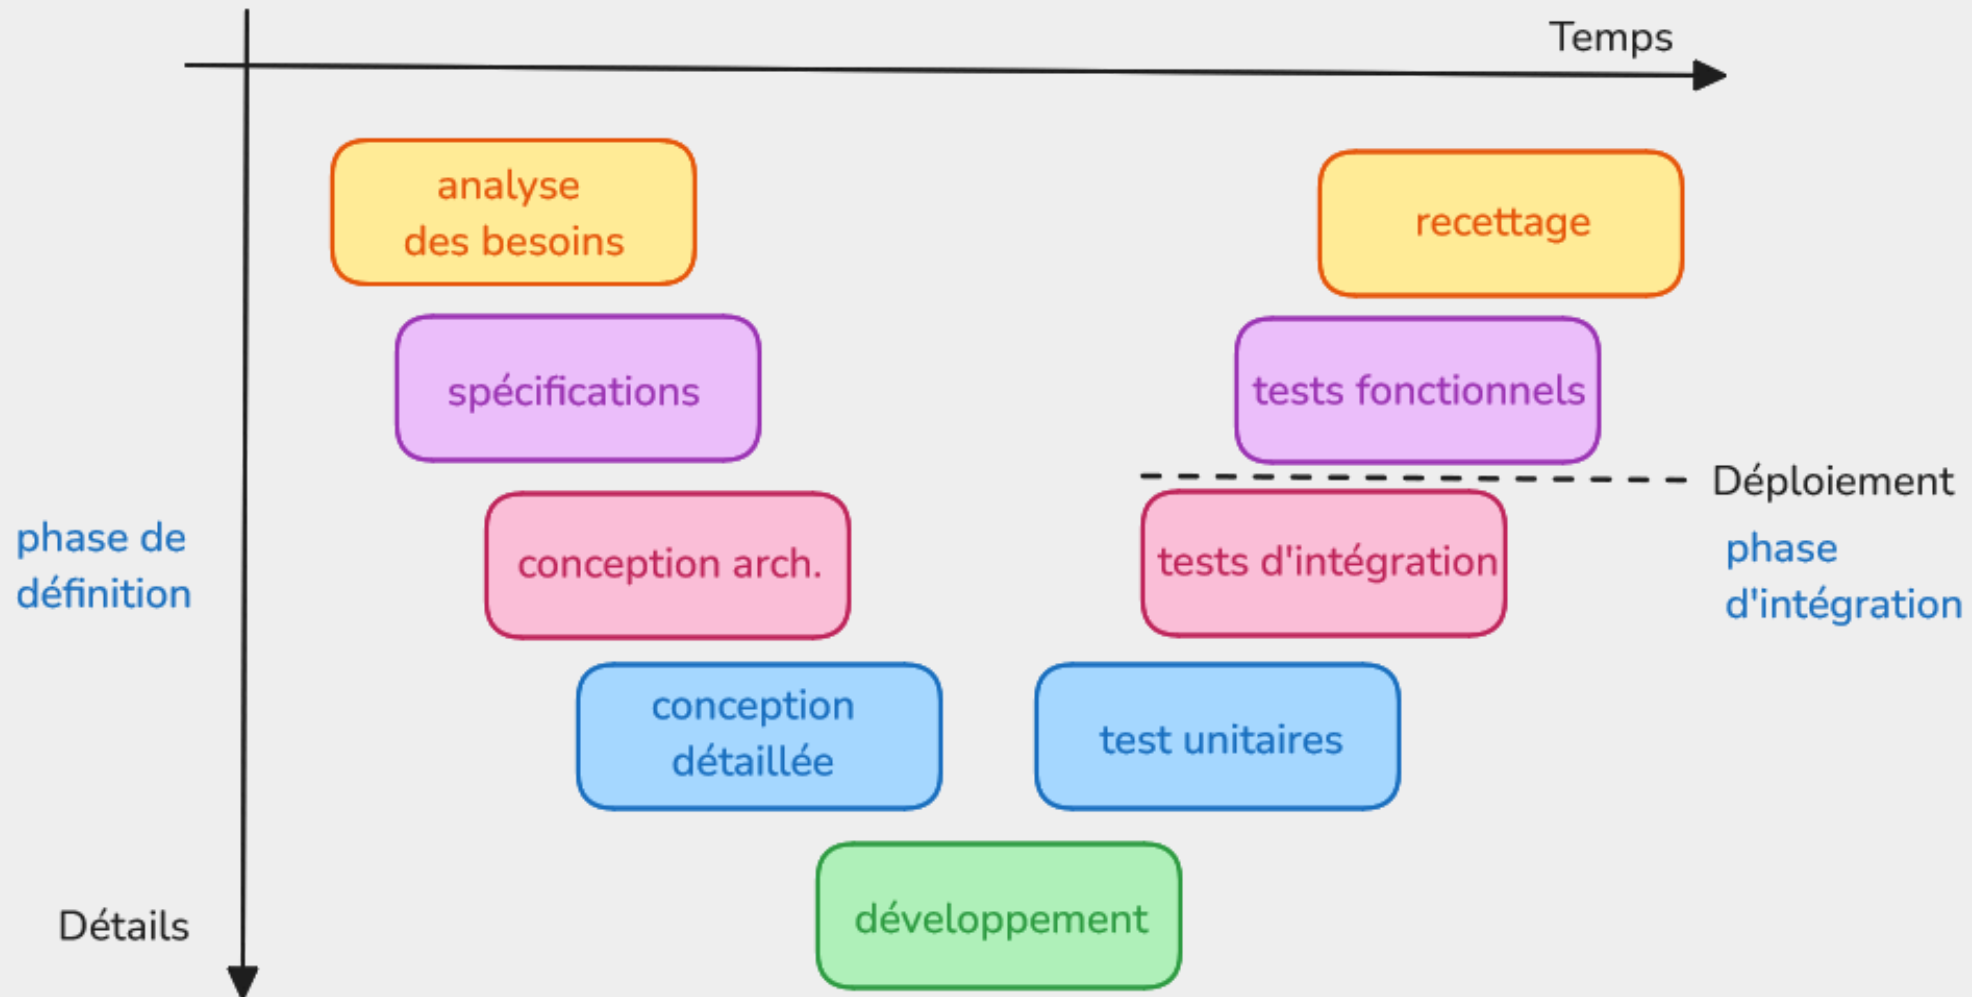 Temps
analyse
des besoins
recettage
spécifications
tests fonctionnels
Déploiement
phase de
définition
conception arch.
tests d'intégration
phase
d'intégration
conception
détaillée
test unitaires
développement
Détails